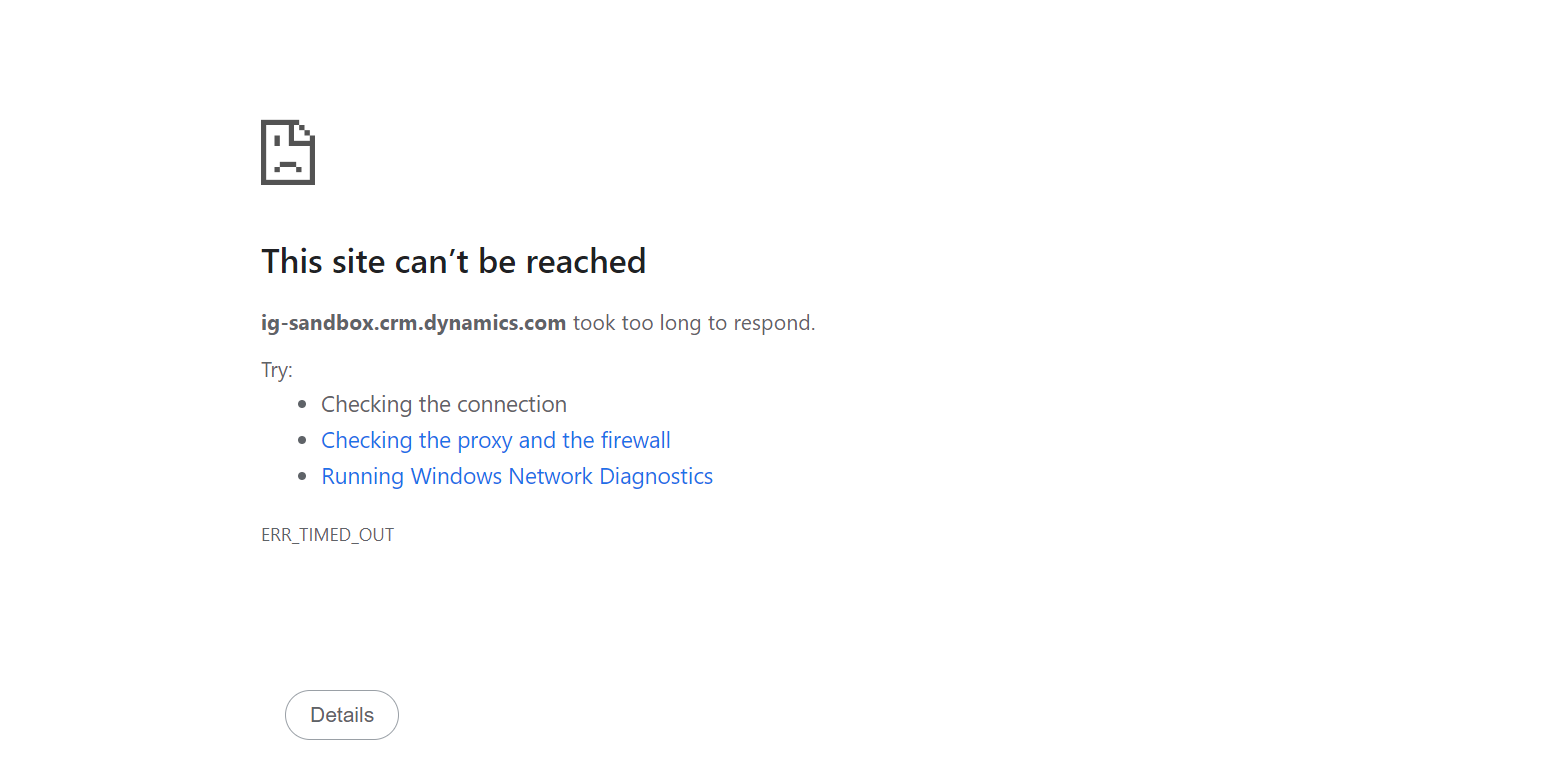 This site can’t be reached
ig-sandbox.crm.dynamics.com took too long to respond.
Try:
Checking the connection
Checking the proxy and the firewall
Running Windows Network Diagnostics
ERR_TIMED_OUT
Details